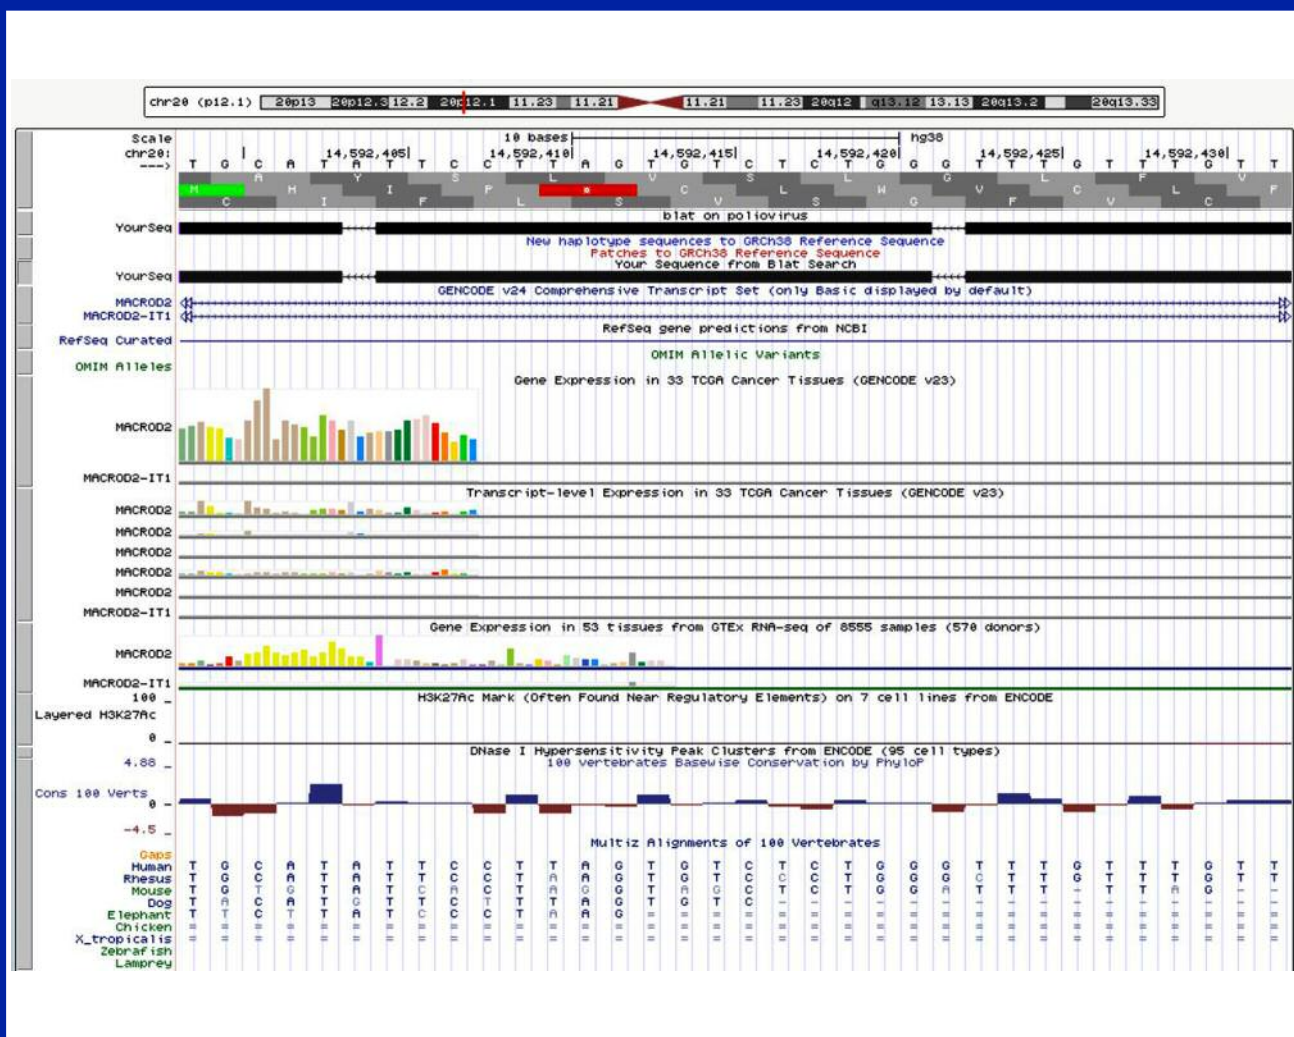 chr20 (p12.1) 20p13 20p12.3 12.2 20p12.1 11.23 11.21 11.21 11.23 20q12 q13.12 13.13 20q13.2 20q13.33
Scale 10 bases hg38
chr20: 14,592,405 14,592,410 14,592,415 14,592,420 14,592,425 14,592,430
---> T G C A T A T T C C T T A G T G T C T C T G G G T T T G T T T G T T
A Y S L V S L G L F V
M H I P * C L W V C L F
C I F L S V S G F V C
blat on poliovirus
YourSeq
New haplotype sequences to GRCh38 Reference Sequence
Patches to GRCh38 Reference Sequence
Your Sequence from Blat Search
YourSeq
GENCODE v24 Comprehensive Transcript Set (only Basic displayed by default)
MACROD2
MACROD2-IT1
RefSeq gene predictions from NCBI
RefSeq Curated
OMIM Allelic Variants
OMIM Alleles
Gene Expression in 33 TCGA Cancer Tissues (GENCODE v23)
MACROD2
MACROD2-IT1
Transcript-level Expression in 33 TCGA Cancer Tissues (GENCODE v23)
MACROD2
MACROD2
MACROD2
MACROD2
MACROD2
MACROD2-IT1
Gene Expression in 53 tissues from GTEx RNA-seq of 8555 samples (570 donors)
MACROD2
MACROD2-IT1
H3K27Ac Mark (Often Found Near Regulatory Elements) on 7 cell lines from ENCODE
100 _
Layered H3K27Ac
0 _
DNase I Hypersensitivity Peak Clusters from ENCODE (95 cell types)
100 vertebrates Basewise Conservation by PhyloP
4.88 _
Cons 100 Verts
0 _
-4.5 _
Multiz Alignments of 100 Vertebrates
Gaps
Human T G C A T A T T C C T T A G T G T C T C T G G G T T T G T T T G T T
Rhesus T G C A T A T T C C T A A G T G T C C C T G G G C T T G T T T G T T
Mouse T G T G T A T C A C T A G G T A G C T C T G G A T T T - T T A G - -
Dog T A C A T G T T C T T T A G T G T C - - - - - - - - - - - - - - - -
Elephant T T C T T A T C C C T A A G = = = = = = = = = = = = = = = = = = = =
Chicken = = = = = = = = = = = = = = = = = = = = = = = = = = = = = = = = = =
X_tropicalis = = = = = = = = = = = = = = = = = = = = = = = = = = = = = = = = = =
Zebrafish
Lamprey